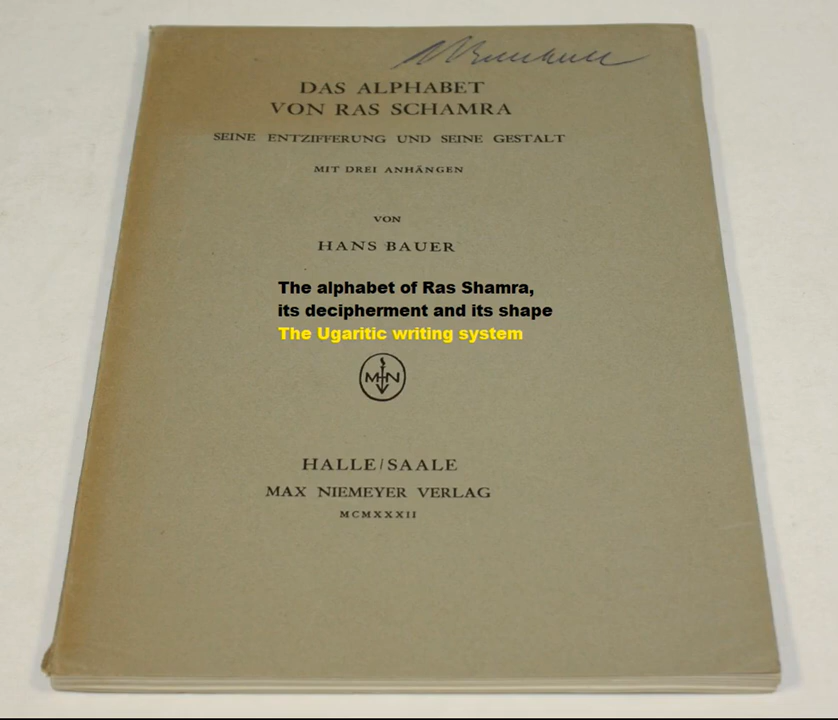 DAS ALPHABET
VON RAS SCHAMRA
SEINE ENTZIFFERUNG UND SEINE GESTALT
MIT DREI ANHÄNGEN
VON
HANS BAUER
The alphabet of Ras Shamra,
its decipherment and its shape
The Ugaritic writing system
MN
HALLE/SAALE
MAX NIEMEYER VERLAG
MCMXXXII